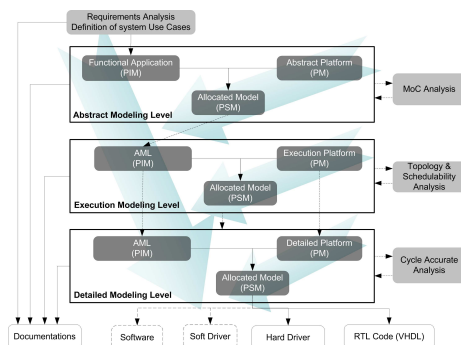 Requirements Analysis
Definition of system Use Cases
Functional Application
(PIM)
Abstract Platform
(PM)
Allocated Model
(PSM)
Abstract Modeling Level
MoC Analysis
AML
(PIM)
Execution Platform
(PM)
Allocated Model
(PSM)
Execution Modeling Level
Topology &
Schedulability
Analysis
AML
(PIM)
Detailed Platform
(PM)
Allocated Model
(PSM)
Detailed Modeling Level
Cycle Accurate
Analysis
Documentations
Software
Soft Driver
Hard Driver
RTL Code (VHDL)